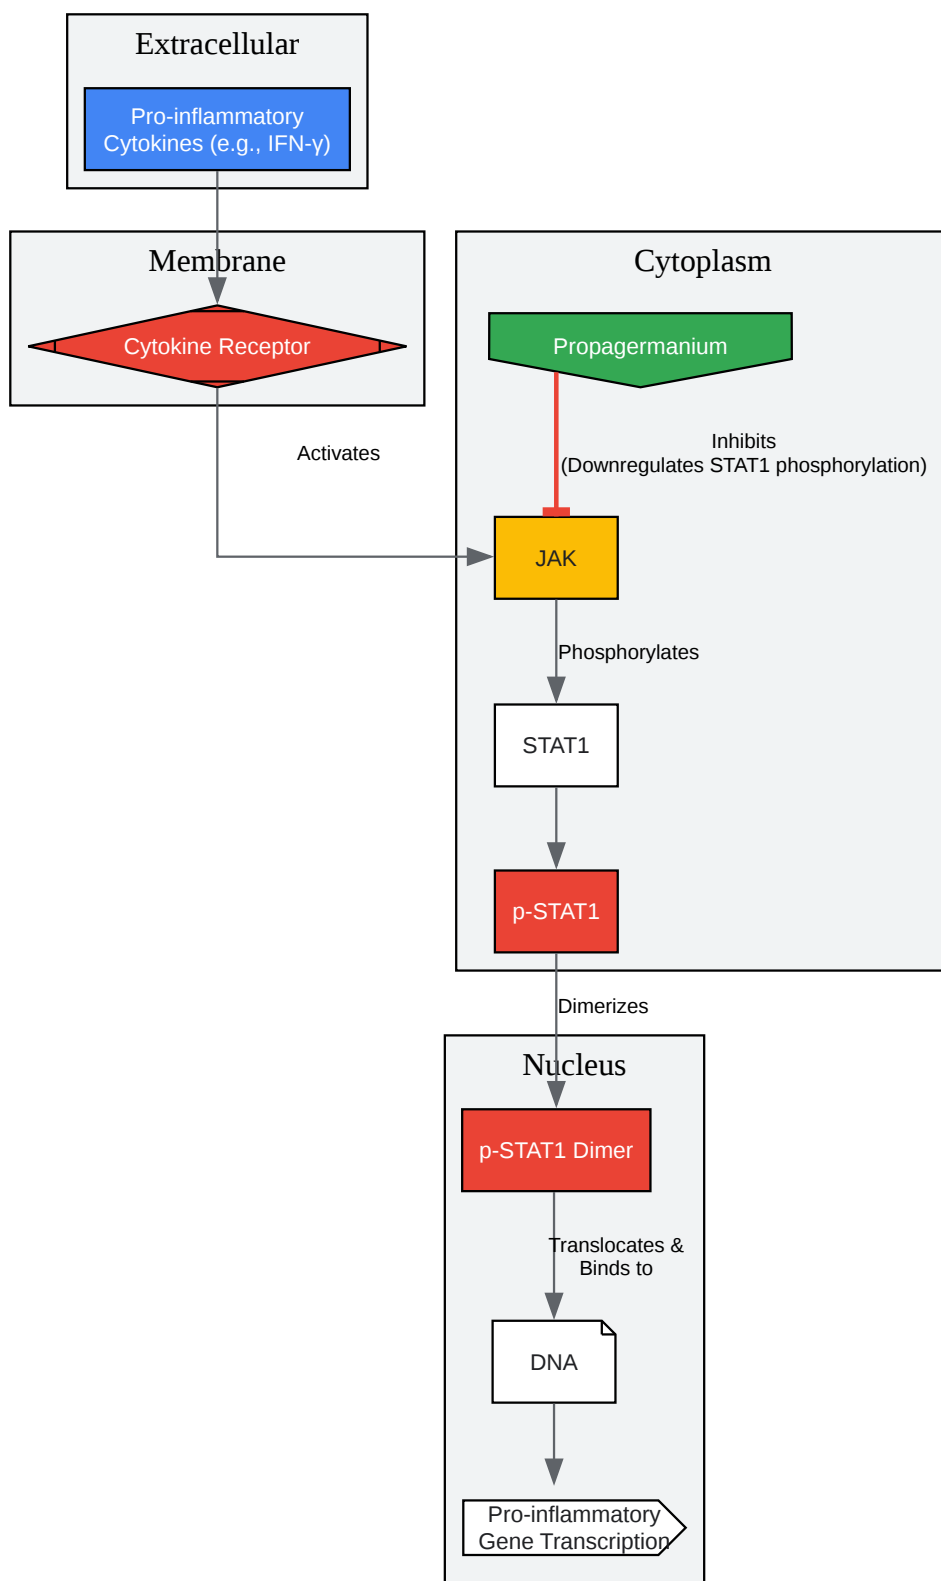 Extracellular
Pro-inflammatory
Cytokines (e.g., IFN-γ)
Membrane
Cytokine Receptor
Activates
Cytoplasm
Propagermanium
Inhibits
(Downregulates STAT1 phosphorylation)
JAK
Phosphorylates
STAT1
p-STAT1
Dimerizes
Nucleus
p-STAT1 Dimer
Translocates &
Binds to
DNA
Pro-inflammatory
Gene Transcription